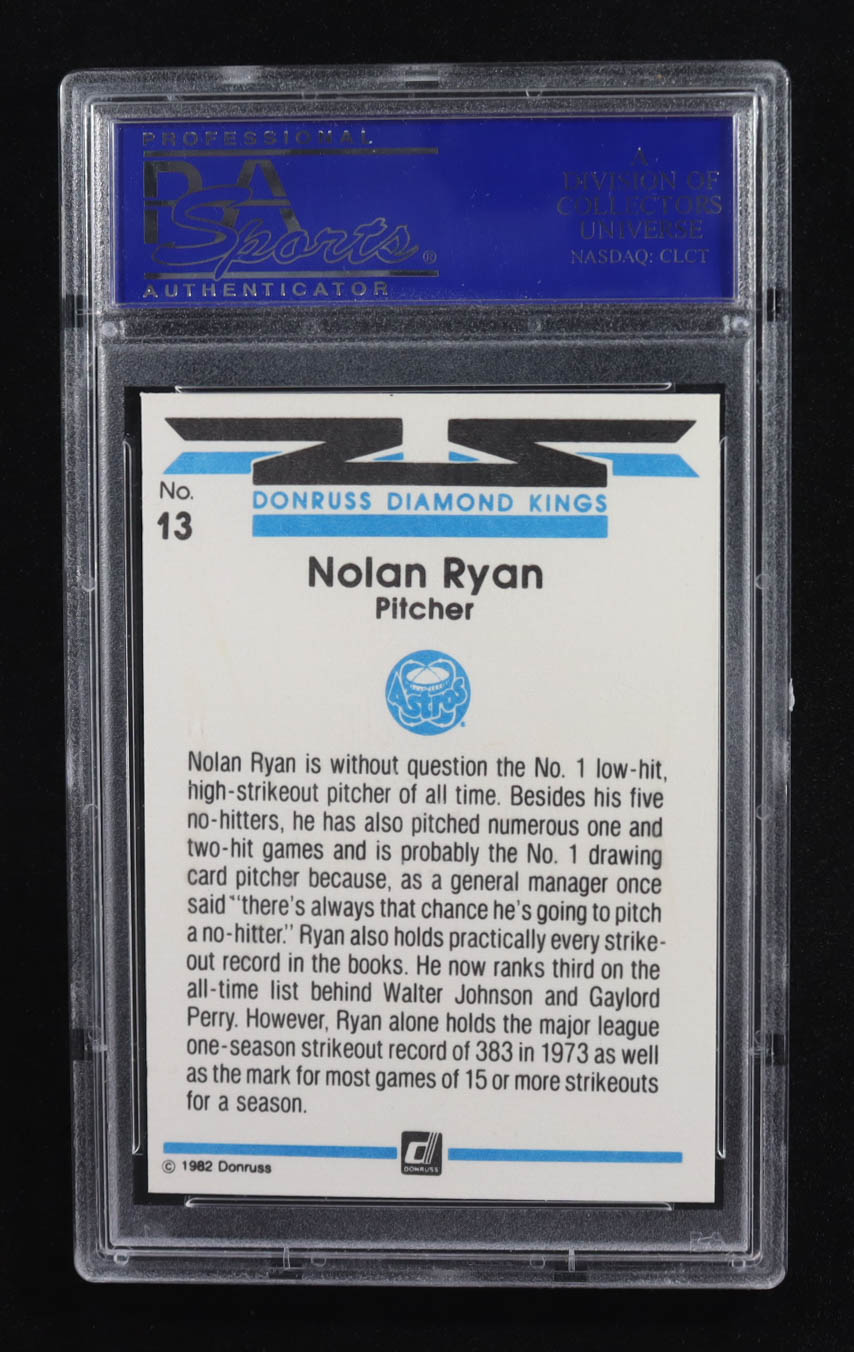 PROFESSIONAL
PSA
Sports®
AUTHENTICATOR
A
DIVISION OF
COLLECTORS
UNIVERSE
NASDAQ: CLCT
No.
13
DONRUSS DIAMOND KINGS
Nolan Ryan
Pitcher
Astros
Nolan Ryan is without question the No. 1 low-hit,
high-strikeout pitcher of all time. Besides his five
no-hitters, he has also pitched numerous one and
two-hit games and is probably the No. 1 drawing
card pitcher because, as a general manager once
said "there's always that chance he's going to pitch
a no-hitter." Ryan also holds practically every strike-
out record in the books. He now ranks third on the
all-time list behind Walter Johnson and Gaylord
Perry. However, Ryan alone holds the major league
one-season strikeout record of 383 in 1973 as well
as the mark for most games of 15 or more strikeouts
for a season.
© 1982 Donruss
DONRUSS
PSA